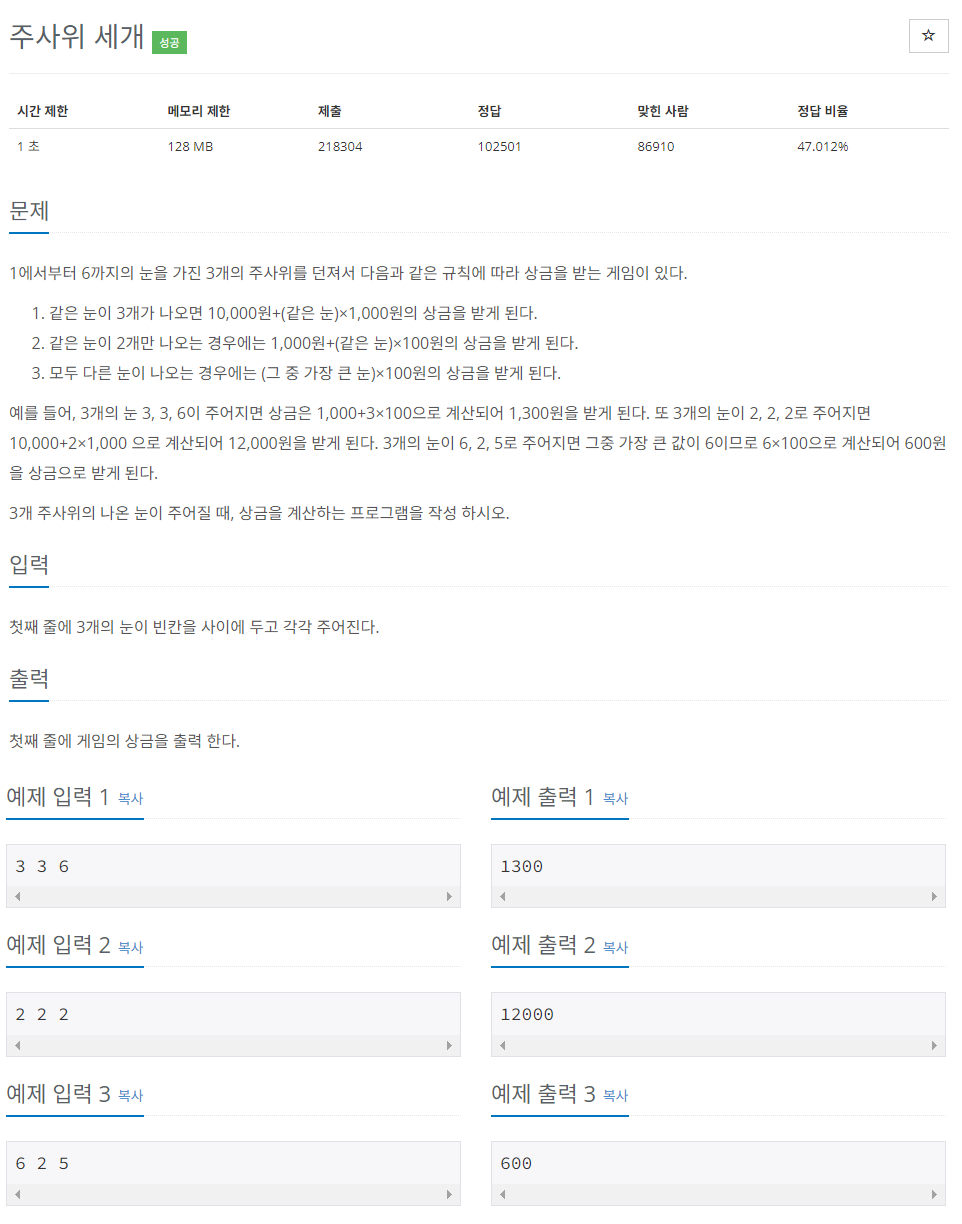 주사위 세개 성공
☆
시간 제한 메모리 제한 제출 정답 맞힌 사람 정답 비율
1 초 128 MB 218304 102501 86910 47.012%
문제
1에서부터 6까지의 눈을 가진 3개의 주사위를 던져서 다음과 같은 규칙에 따라 상금을 받는 게임이 있다.
1. 같은 눈이 3개가 나오면 10,000원+(같은 눈)×1,000원의 상금을 받게 된다.
2. 같은 눈이 2개만 나오는 경우에는 1,000원+(같은 눈)×100원의 상금을 받게 된다.
3. 모두 다른 눈이 나오는 경우에는 (그 중 가장 큰 눈)×100원의 상금을 받게 된다.
예를 들어, 3개의 눈 3, 3, 6이 주어지면 상금은 1,000+3×100으로 계산되어 1,300원을 받게 된다. 또 3개의 눈이 2, 2, 2로 주어지면
10,000+2×1,000 으로 계산되어 12,000원을 받게 된다. 3개의 눈이 6, 2, 5로 주어지면 그중 가장 큰 값이 6이므로 6×100으로 계산되어 600원
을 상금으로 받게 된다.
3개 주사위의 나온 눈이 주어질 때, 상금을 계산하는 프로그램을 작성 하시오.
입력
첫째 줄에 3개의 눈이 빈칸을 사이에 두고 각각 주어진다.
출력
첫째 줄에 게임의 상금을 출력 한다.
예제 입력 1 복사
3 3 6
예제 출력 1 복사
1300
예제 입력 2 복사
2 2 2
예제 출력 2 복사
12000
예제 입력 3 복사
6 2 5
예제 출력 3 복사
600